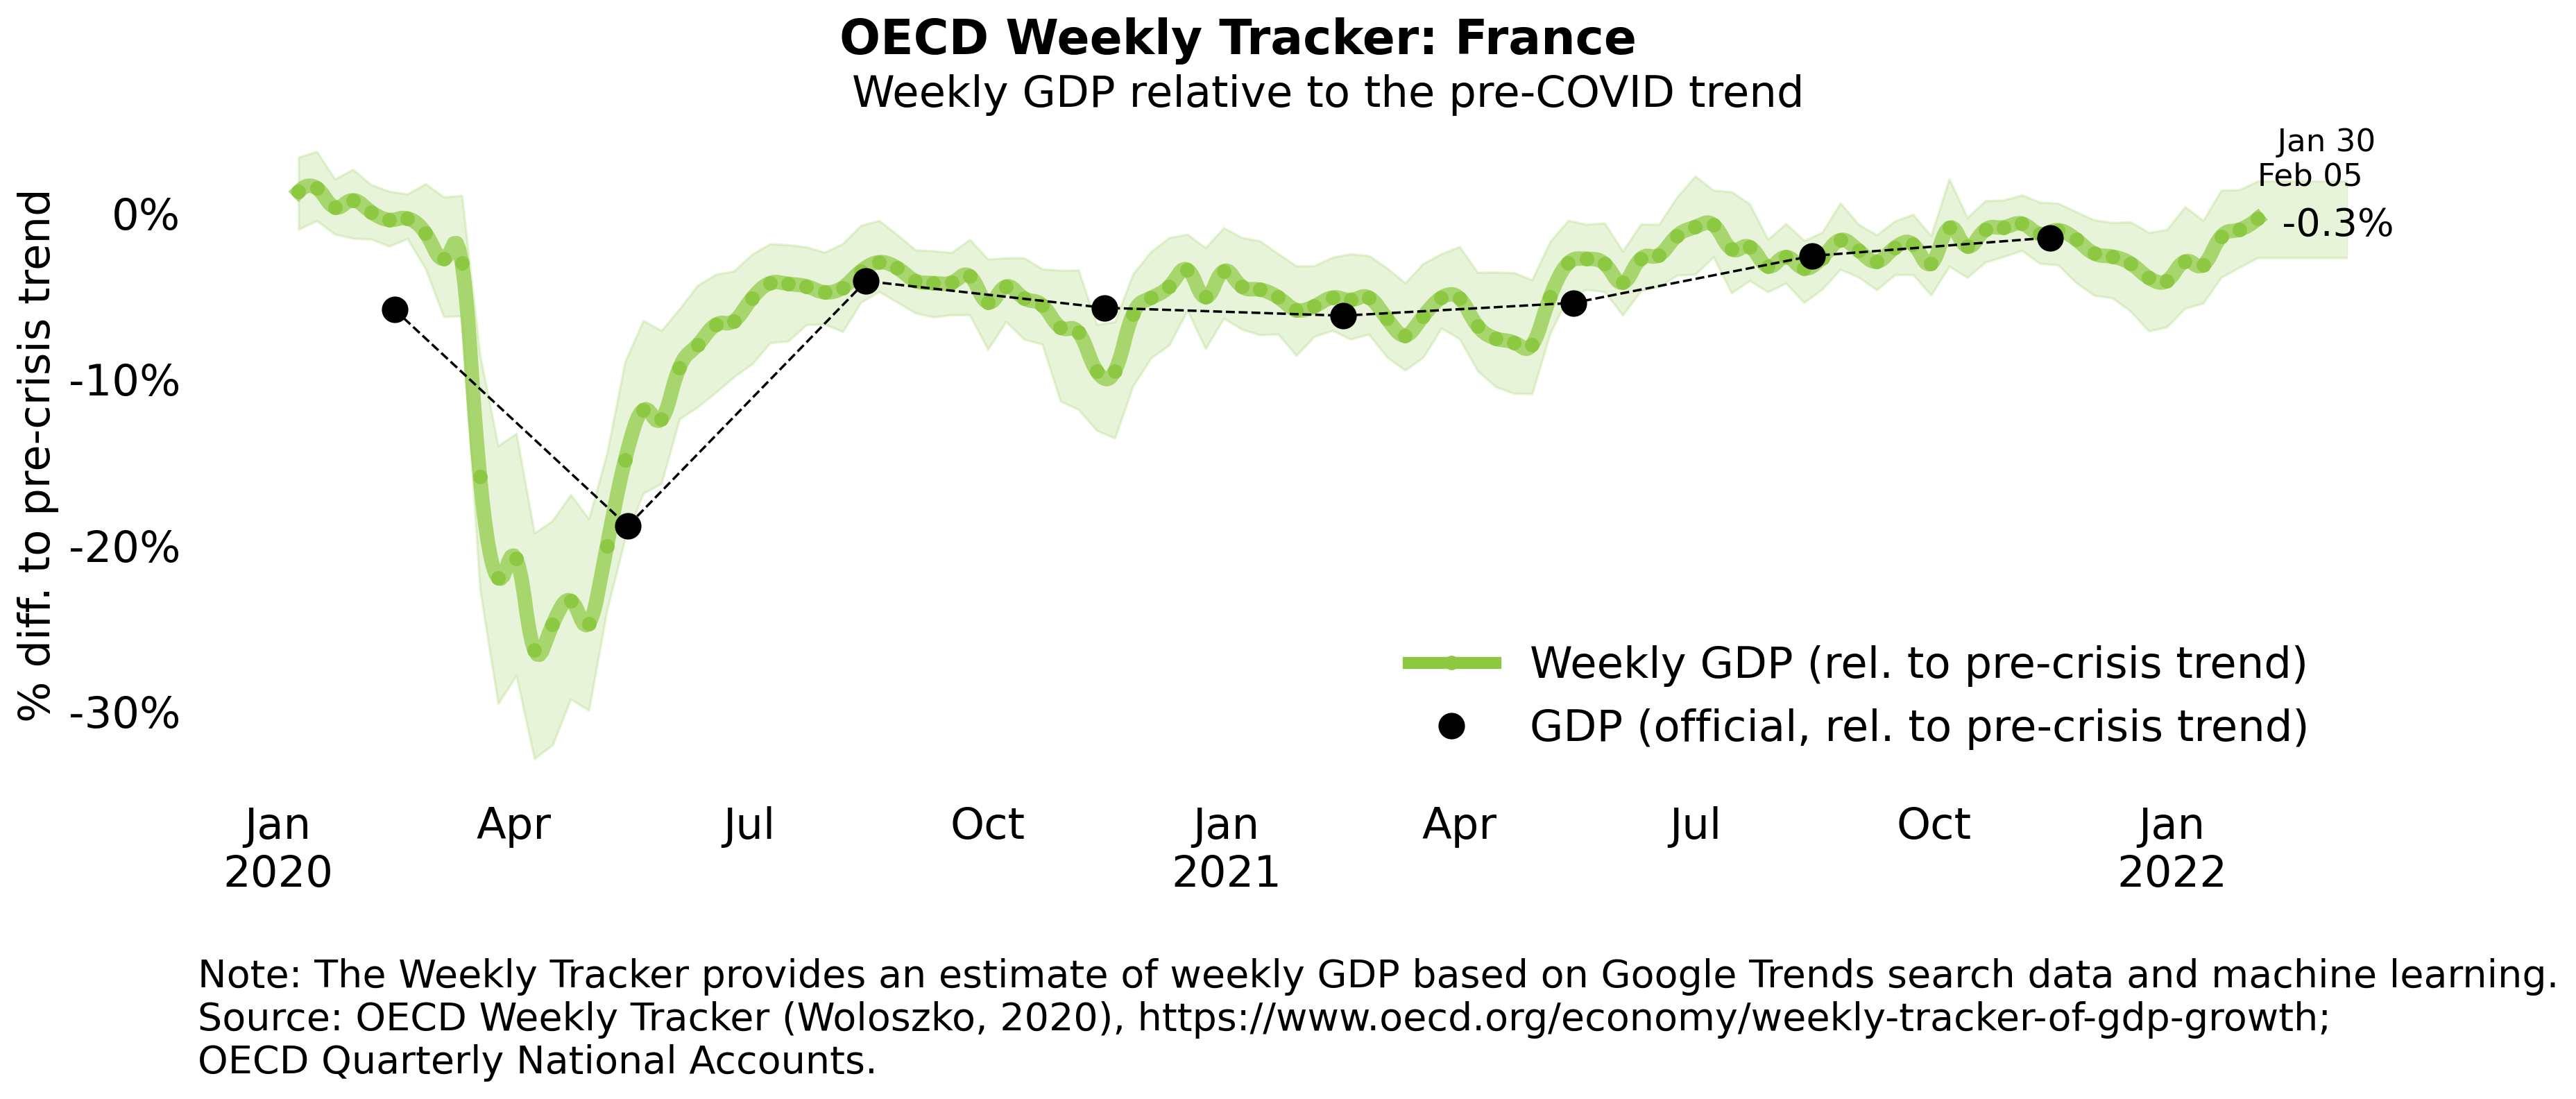 OECD Weekly Tracker: France
Weekly GDP relative to the pre-COVID trend
Jan 30
Feb 05
-0.3%
% diff. to pre-crisis trend
0%
-10%
-20%
-30%
Weekly GDP (rel. to pre-crisis trend)
GDP (official, rel. to pre-crisis trend)
Jan Apr Jul Oct Jan Apr Jul Oct Jan
2020 2021 2022
Note: The Weekly Tracker provides an estimate of weekly GDP based on Google Trends search data and machine learning.
Source: OECD Weekly Tracker (Woloszko, 2020), https://www.oecd.org/economy/weekly-tracker-of-gdp-growth;
OECD Quarterly National Accounts.